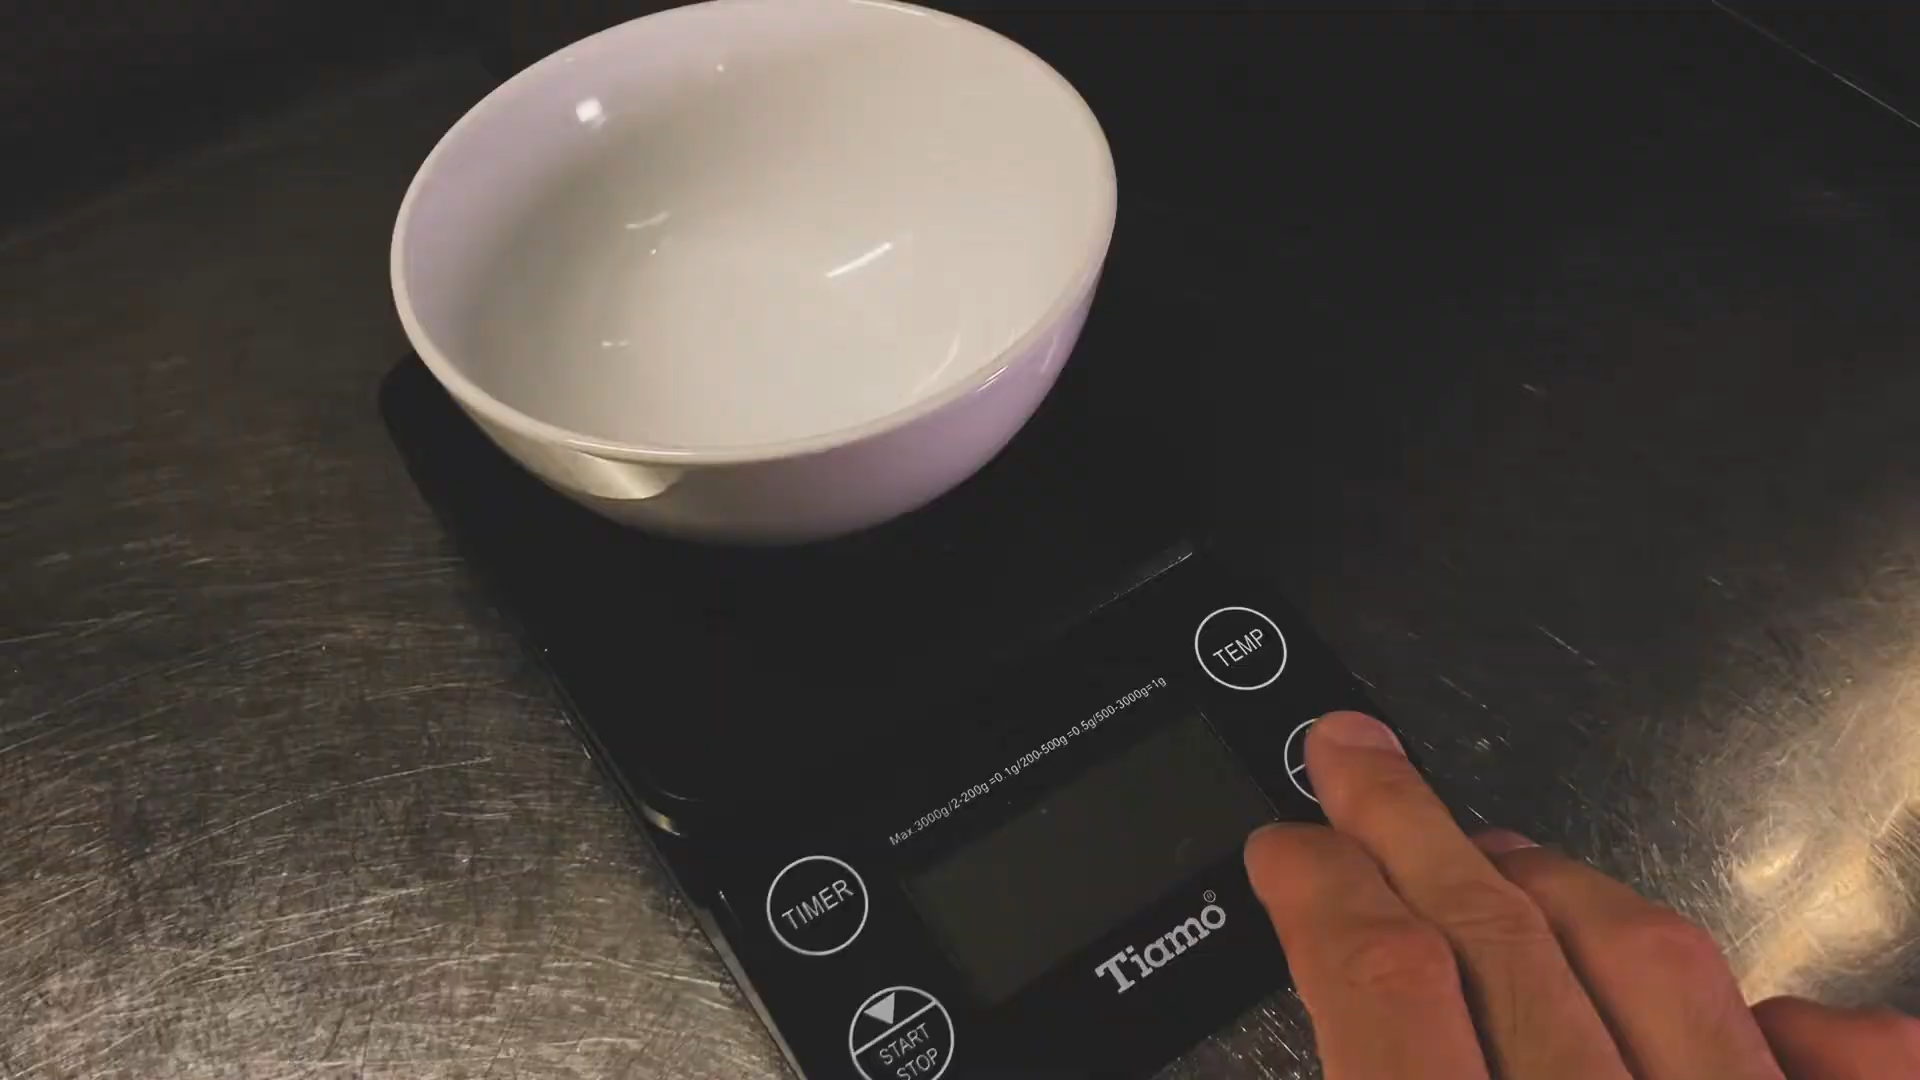 TEMP
Max.3000g/2-200g =0.1g/200-500g =0.5g/500-3000g=1g
TIMER
Tiamo®
START
STOP